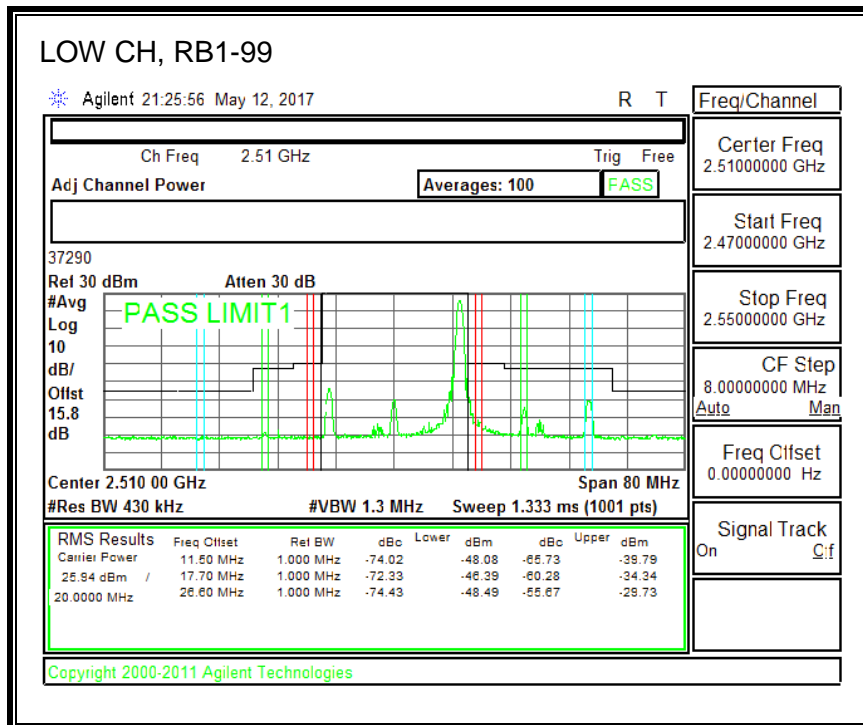 LOW CH, RB1-99
Agilent 21:25:56 May 12, 2017 R T
Freq/Channel
Ch Freq 2.51 GHz Trig Free
Adj Channel Power Averages: 100 PASS
Center Freq
2.51000000 GHz
Start Freq
2.47000000 GHz
Stop Freq
2.55000000 GHz
CF Step
8.00000000 MHz
Auto Man
Freq Offset
0.00000000 Hz
Signal Track
On Off
37290
Ref 30 dBm Atten 30 dB
#Avg
Log
10
dB/
Offst
15.8
dB
PASS LIMIT1
Center 2.510 00 GHz Span 80 MHz
#Res BW 430 kHz #VBW 1.3 MHz Sweep 1.333 ms (1001 pts)
RMS Results Freq Offset Ref BW dBc Lower dBm dBc Upper dBm
Carrier Power 11.50 MHz 1.000 MHz -74.02 -48.08 -65.73 -39.79
25.94 dBm / 17.70 MHz 1.000 MHz -72.33 -46.39 -60.28 -34.34
20.0000 MHz 26.60 MHz 1.000 MHz -74.43 -48.49 -55.67 -29.73
Copyright 2000-2011 Agilent Technologies